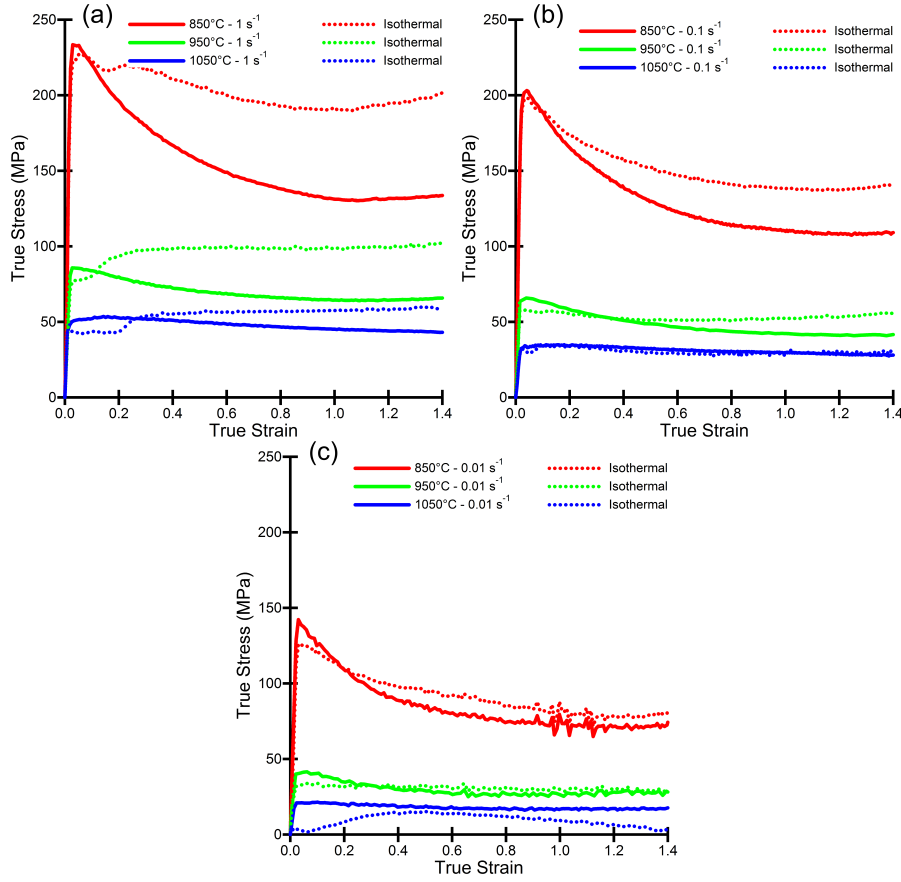 (a)
850°C - 1 s⁻¹ Isothermal
950°C - 1 s⁻¹ Isothermal
1050°C - 1 s⁻¹ Isothermal
True Stress (MPa)
250
200
150
100
50
0
0.0 0.2 0.4 0.6 0.8 1.0 1.2 1.4
True Strain
(b)
850°C - 0.1 s⁻¹ Isothermal
950°C - 0.1 s⁻¹ Isothermal
1050°C - 0.1 s⁻¹ Isothermal
True Stress (MPa)
250
200
150
100
50
0
0.0 0.2 0.4 0.6 0.8 1.0 1.2 1.4
True Strain
(c)
850°C - 0.01 s⁻¹ Isothermal
950°C - 0.01 s⁻¹ Isothermal
1050°C - 0.01 s⁻¹ Isothermal
True Stress (MPa)
250
200
150
100
50
0
0.0 0.2 0.4 0.6 0.8 1.0 1.2 1.4
True Strain